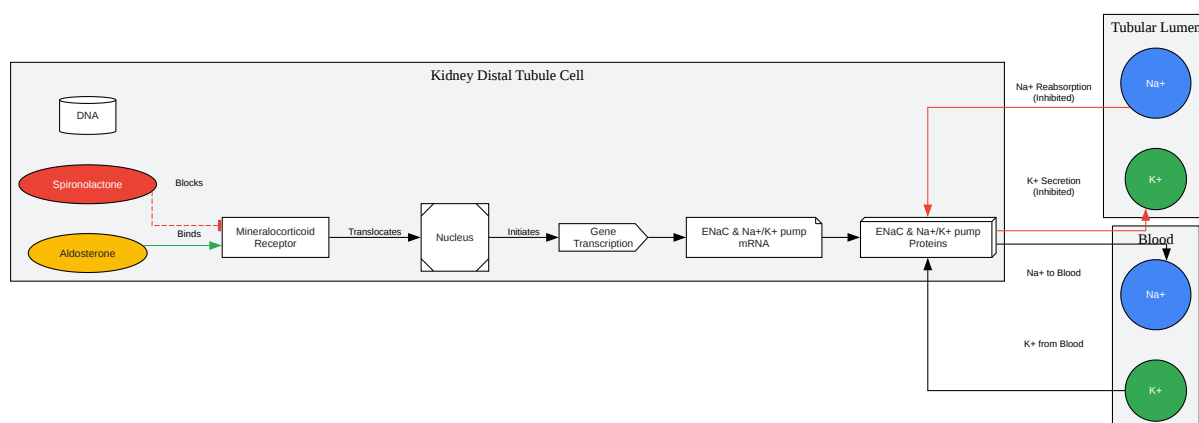 Tubular Lumen
Kidney Distal Tubule Cell
Na+
Na+ Reabsorption
(Inhibited)
DNA
K+
K+ Secretion
(Inhibited)
Spironolactone
Blocks
Mineralocorticoid
Receptor
Binds
Aldosterone
Translocates
Nucleus
Initiates
Gene
Transcription
ENaC & Na+/K+ pump
mRNA
ENaC & Na+/K+ pump
Proteins
Blood
Na+ to Blood
Na+
K+ from Blood
K+